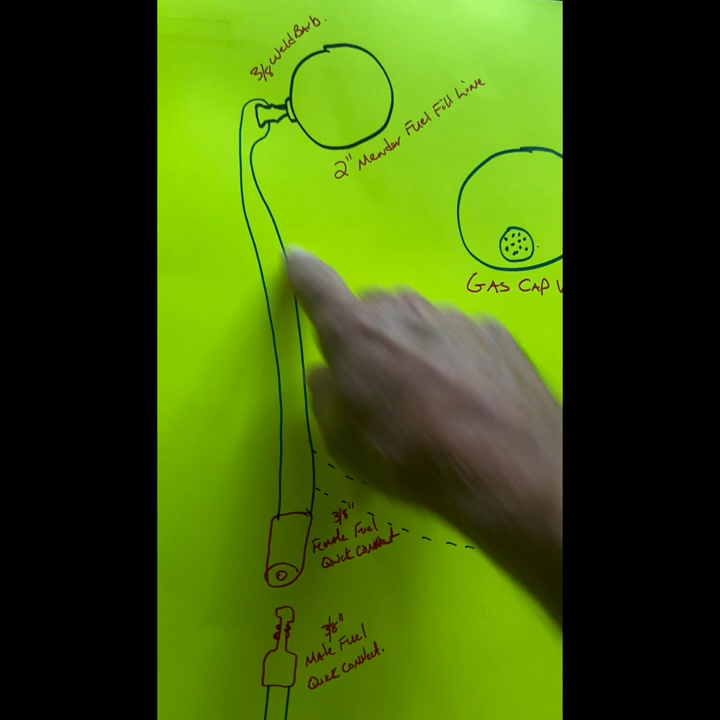 3/8 Weld Barb.
2" Mender Fuel Fill Line
GAS CAP
3/8"
Female Fuel
Quick Connect
3/8"
Male Fuel
Quick Connect.